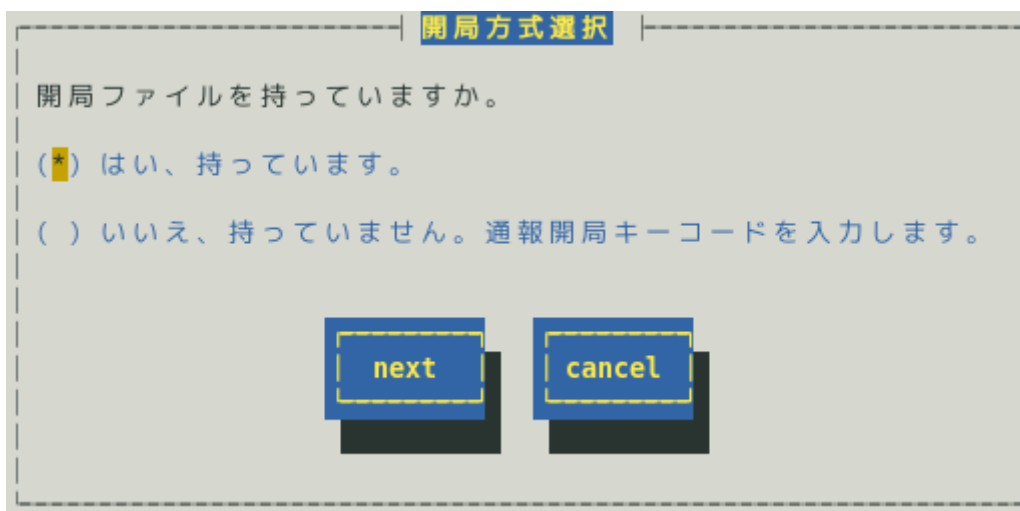 開局方式選択
開局ファイルを持っていますか。
(*) はい、持っています。
( ) いいえ、持っていません。通報開局キーコードを入力します。
next cancel